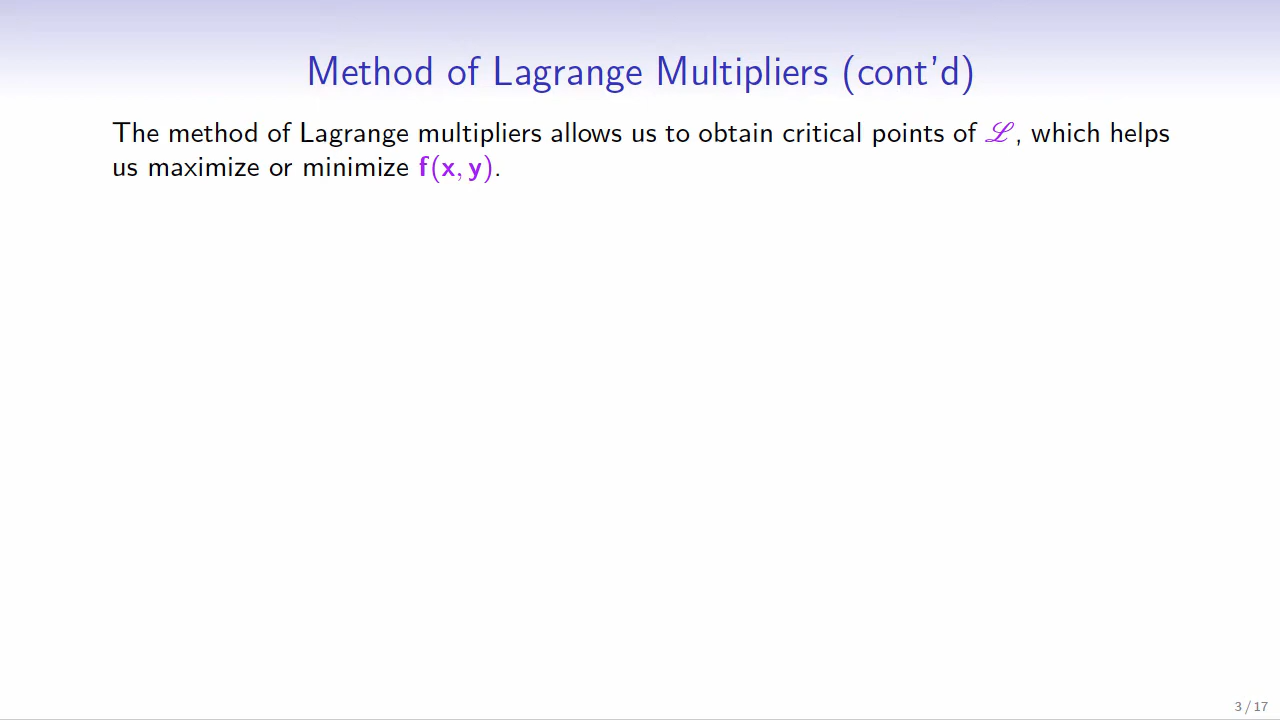 Method of Lagrange Multipliers (cont'd)
The method of Lagrange multipliers allows us to obtain critical points of ℒ, which helps
us maximize or minimize f(x, y).
3 / 17